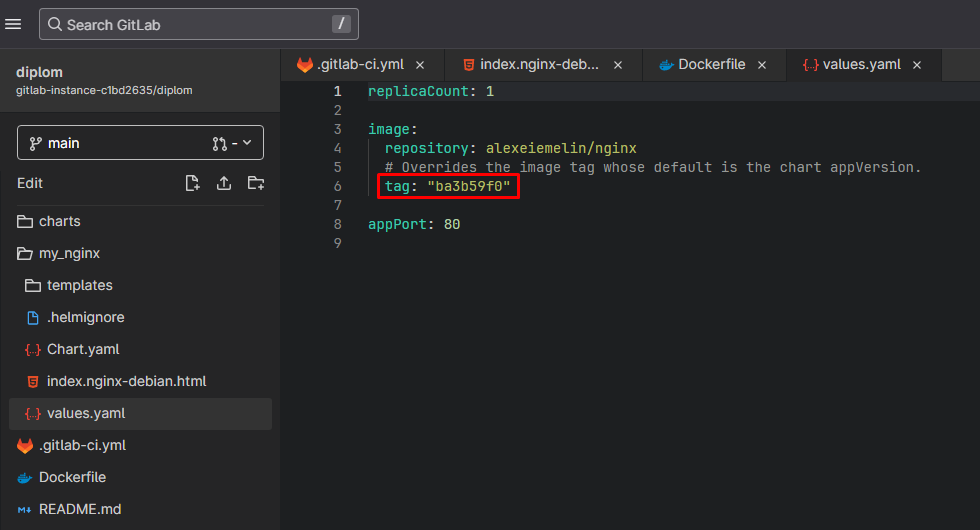 Search GitLab /
diplom
gitlab-instance-c1bd2635/diplom
main -
Edit
charts
my_nginx
templates
.helmignore
Chart.yaml
index.nginx-debian.html
values.yaml
.gitlab-ci.yml
Dockerfile
README.md
.gitlab-ci.yml × index.nginx-deb... × Dockerfile × values.yaml ×
1 replicaCount: 1
2
3 image:
4 repository: alexeiemelin/nginx
5 # Overrides the image tag whose default is the chart appVersion.
6 tag: "ba3b59f0"
7
8 appPort: 80
9